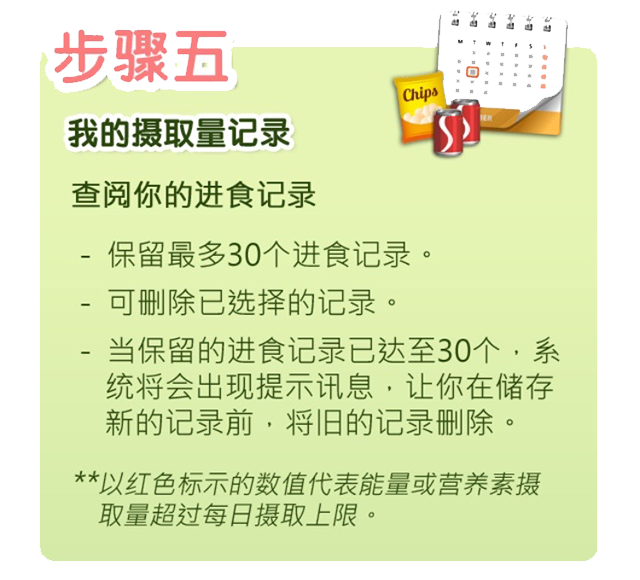 步骤五
Chips
M T W T F S S
我的摄取量记录
查阅你的进食记录
- 保留最多30个进食记录。
- 可删除已选择的记录。
- 当保留的进食记录已达至30个，系
统将会出现提示讯息，让你在储存
新的记录前，将旧的记录删除。
**以红色标示的数值代表能量或营养素摄
取量超过每日摄取上限。